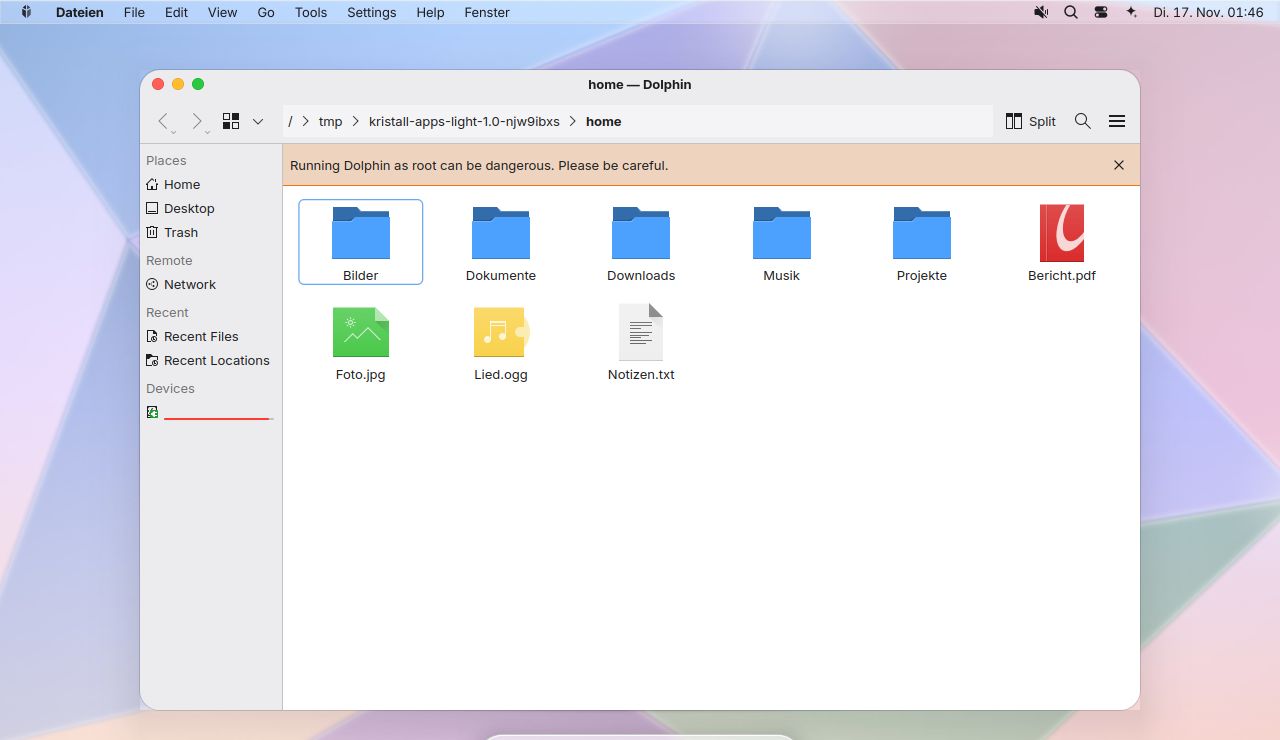 Dateien File Edit View Go Tools Settings Help Fenster Di. 17. Nov. 01:46
home — Dolphin
/ tmp kristall-apps-light-1.0-njw9ibxs home Split
Places
Home
Desktop
Trash
Remote
Network
Recent
Recent Files
Recent Locations
Devices
Running Dolphin as root can be dangerous. Please be careful.
Bilder Dokumente Downloads Musik Projekte Bericht.pdf
Foto.jpg Lied.ogg Notizen.txt